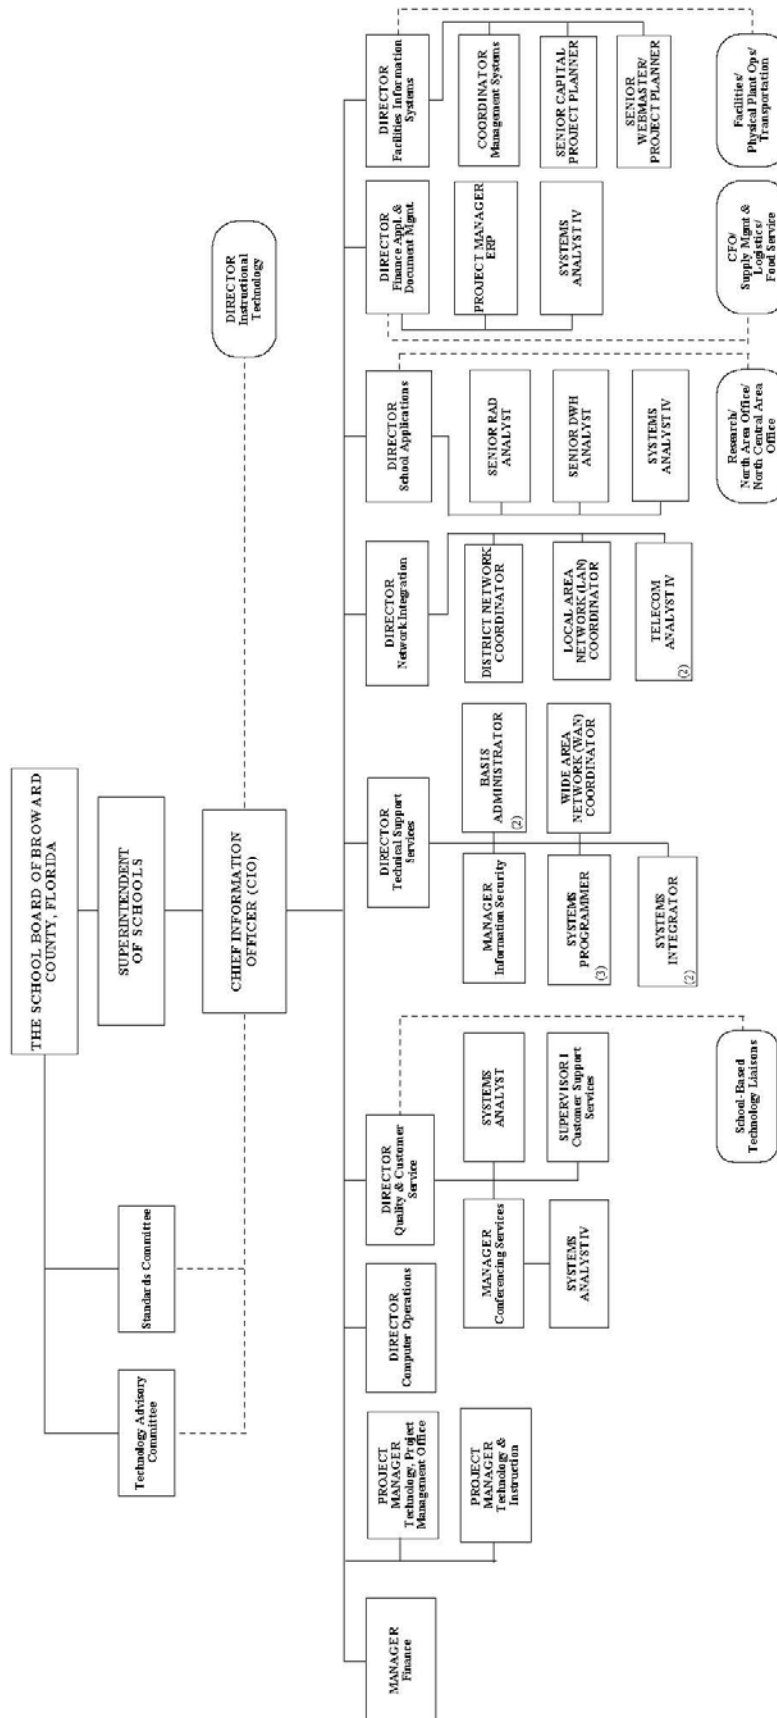 THE SCHOOL BOARD OF BROWARD
COUNTY, FLORIDA
SUPERINTENDENT
OF SCHOOLS
CHIEF INFORMATION
OFFICER (CIO)
Technology Advisory
Committee
Standards Committee
DIRECTOR
Instructional
Technology
MANAGER
Finance
PROJECT
MANAGER
Technology, Project
Management Office
PROJECT
MANAGER
Technology &
Instruction
DIRECTOR
Computer Operations
DIRECTOR
Quality & Customer
Service
MANAGER
Conferencing Services
SYSTEMS
ANALYST
SYSTEMS
ANALYST IV
SUPERVISOR I
Customer Support
Services
School-Based
Technology Liaisons
DIRECTOR
Technical Support
Services
MANAGER
Information Security
BASIS
ADMINISTRATOR
(2)
SYSTEMS
PROGRAMMER
(3)
WIDE AREA
NETWORK (WAN)
COORDINATOR
SYSTEMS
INTEGRATOR
(2)
DIRECTOR
Network Integration
DISTRICT NETWORK
COORDINATOR
LOCAL AREA
NETWORK (LAN)
COORDINATOR
TELECOM
ANALYST IV
(2)
DIRECTOR
School Applications
SENIOR RAD
ANALYST
SENIOR DWH
ANALYST
SYSTEMS
ANALYST IV
Research/
North Area Office/
North Central Area
Office
DIRECTOR
Finance Appl. &
Document Mgmt.
PROJECT MANAGER
ERP
SYSTEMS
ANALYST IV
CFO/
Supply Mgmt &
Logistics/
Food Service
DIRECTOR
Facilities Information
Systems
COORDINATOR
Management Systems
SENIOR CAPITAL
PROJECT PLANNER
SENIOR
WEBMASTER/
PROJECT PLANNER
Facilities/
Physical Plant Ops/
Transportation